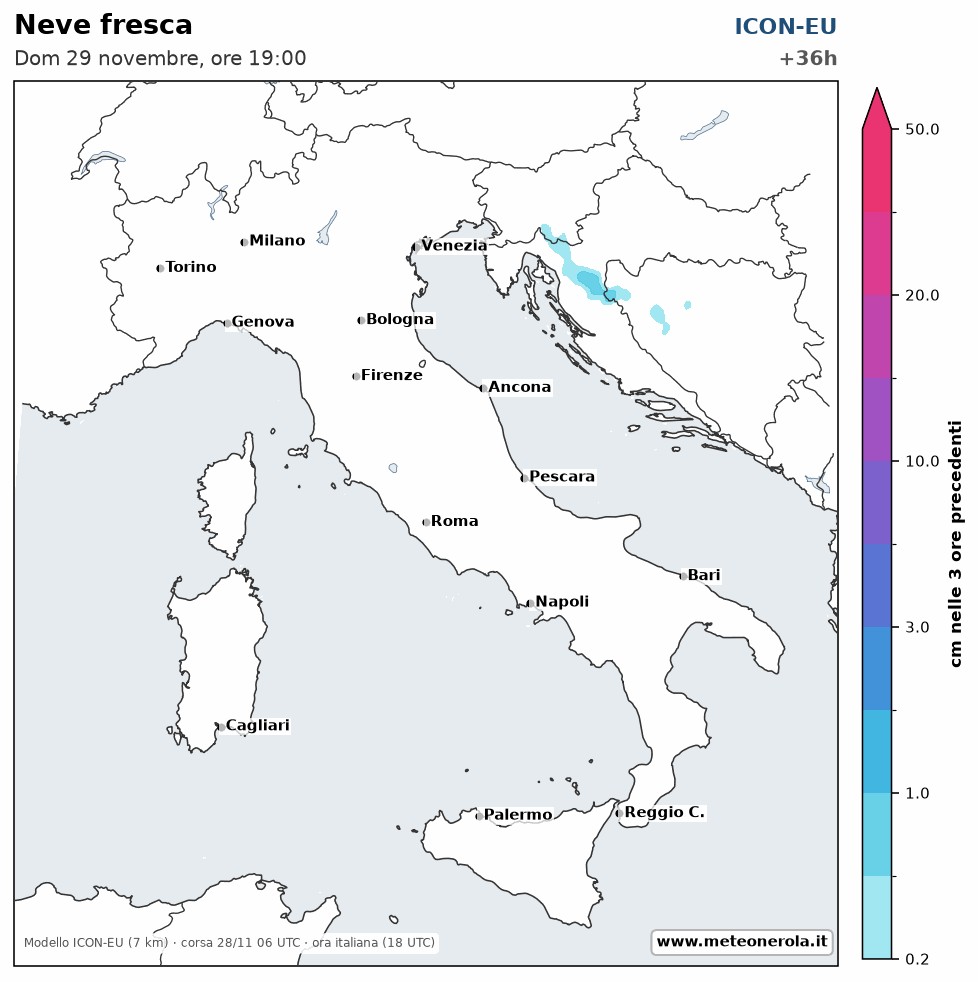 Neve fresca
ICON-EU
Dom 29 novembre, ore 19:00
+36h
50.0
20.0
10.0
3.0
1.0
0.2
cm nelle 3 ore precedenti
Milano
Venezia
Torino
Genova
Bologna
Firenze
Ancona
Pescara
Roma
Bari
Napoli
Cagliari
Palermo
Reggio C.
Modello ICON-EU (7 km) · corsa 28/11 06 UTC · ora italiana (18 UTC)
www.meteonerola.it